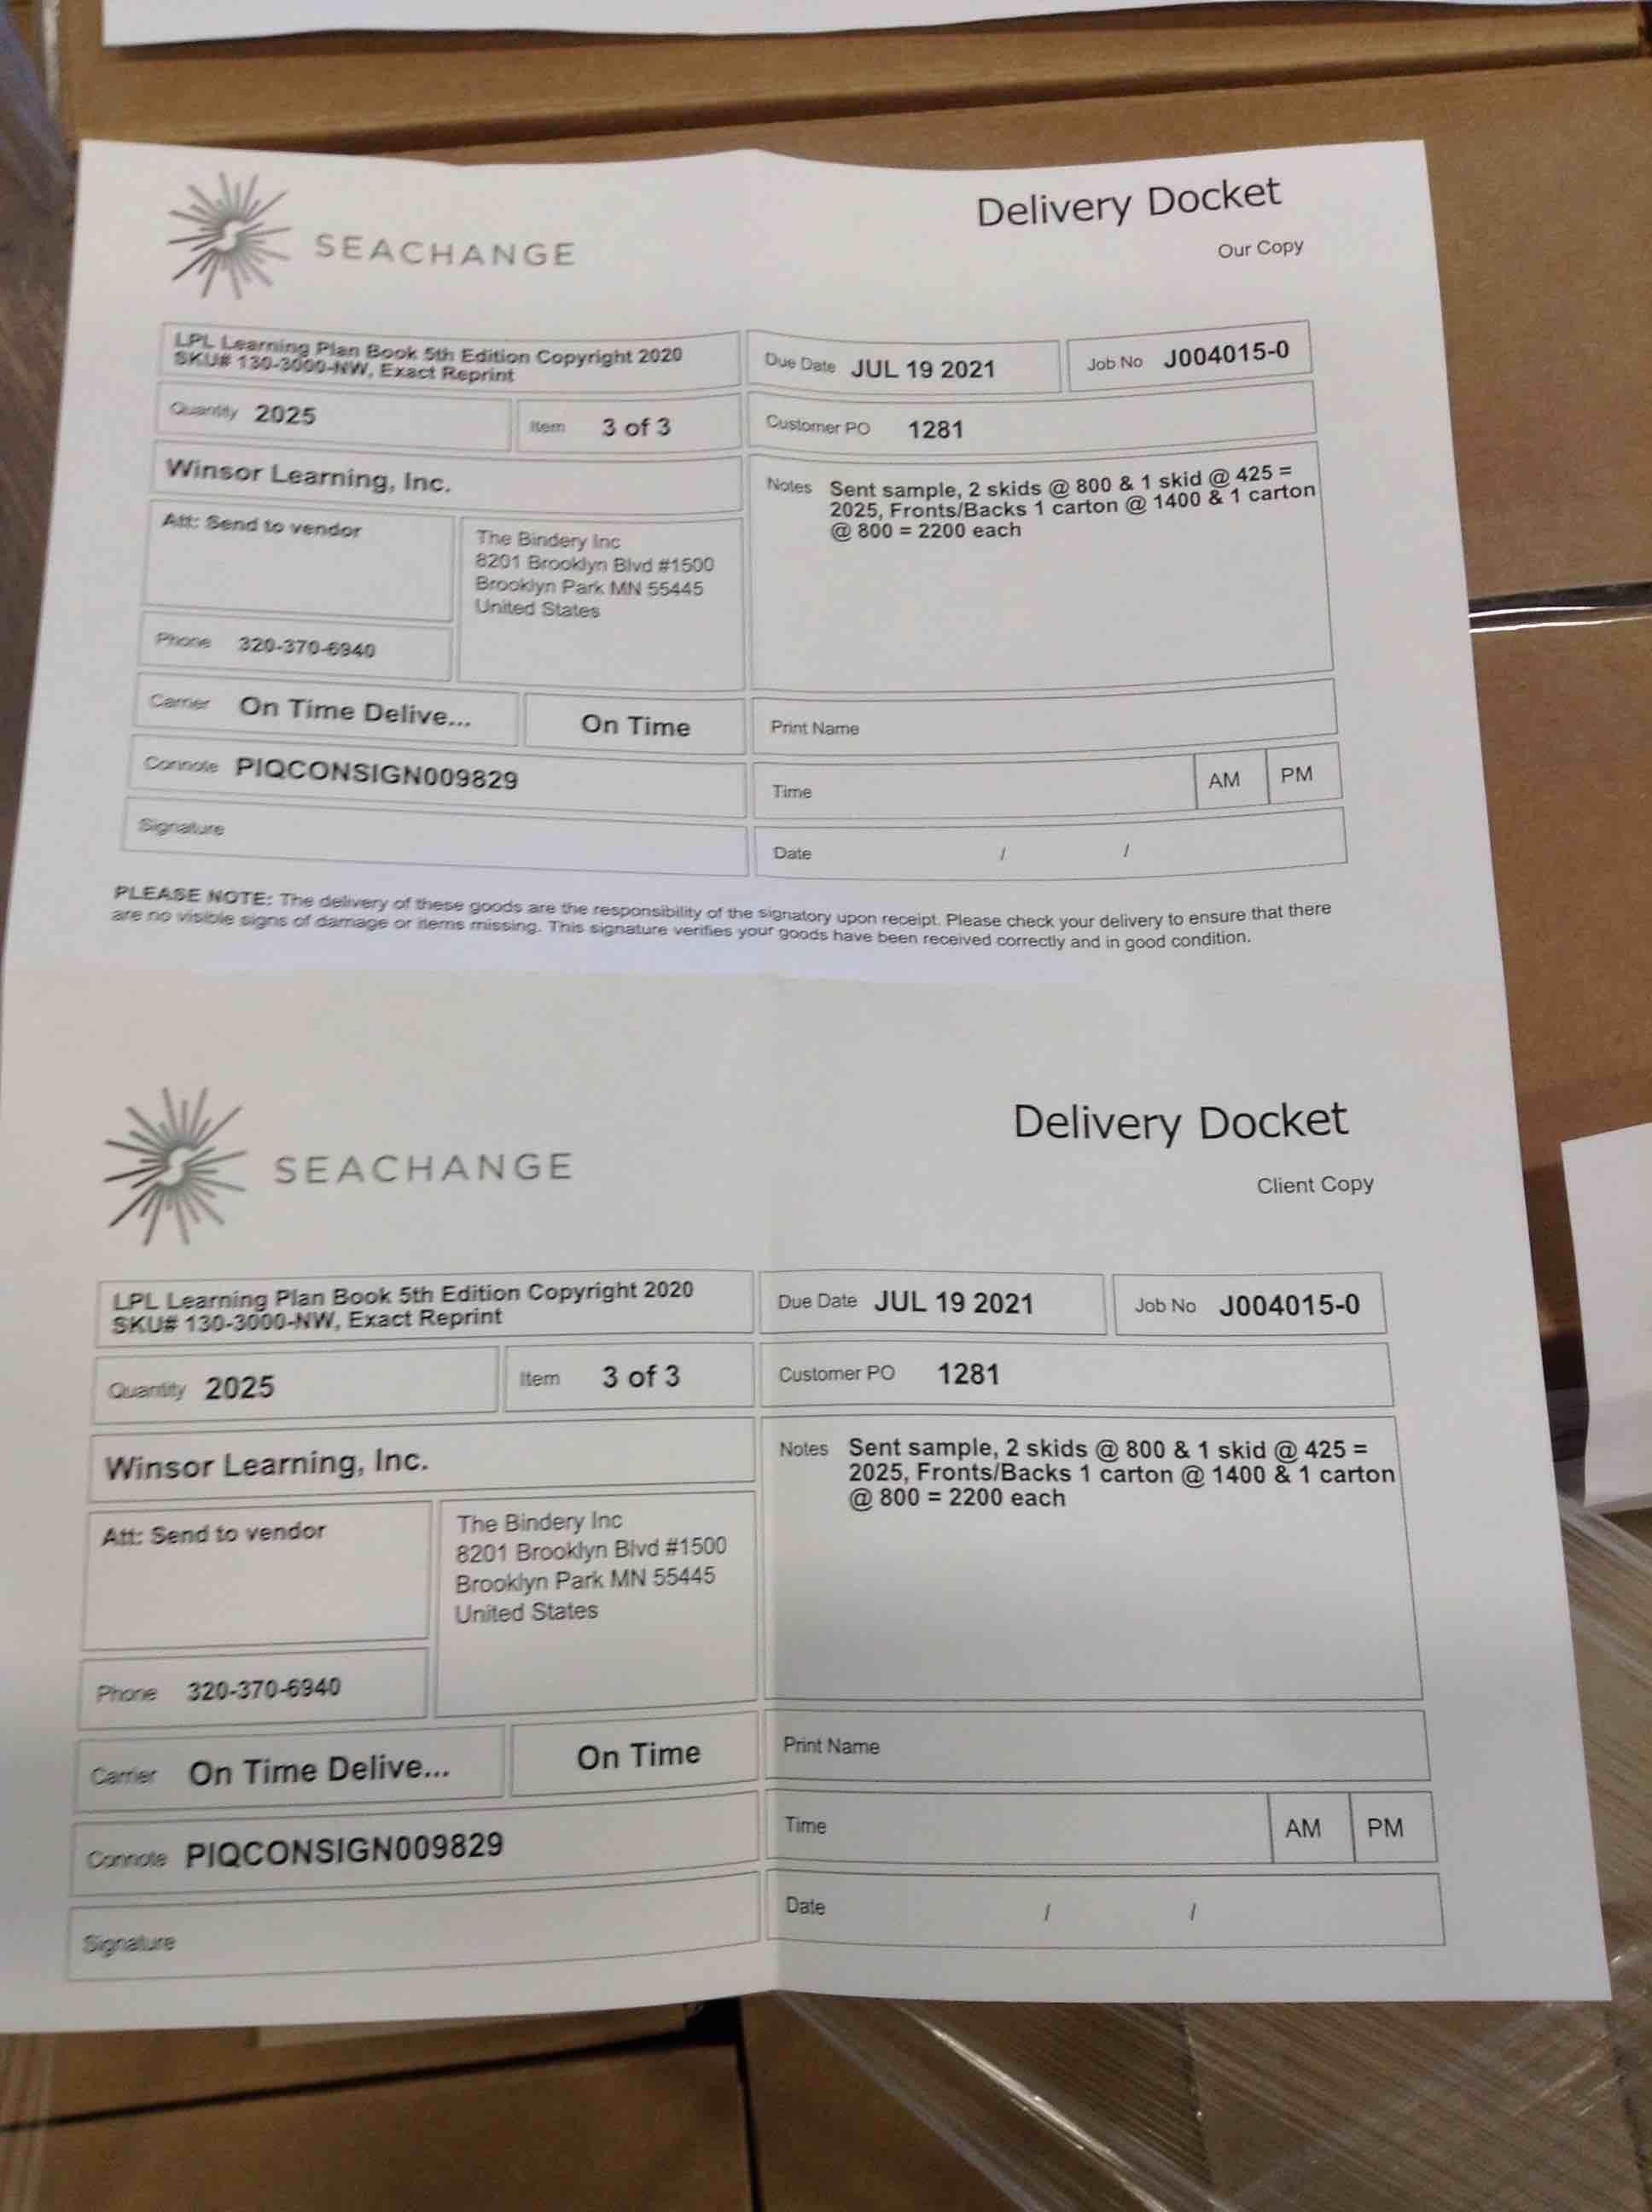 SEACHANGE
Delivery Docket
Our Copy
LPL Learning Plan Book 5th Edition Copyright 2020
SKU# 130-3000-NW, Exact Reprint
Due Date JUL 19 2021
Job No J004015-0
Quantity 2025
Item 3 of 3
Customer PO 1281
Winsor Learning, Inc.
Notes Sent sample, 2 skids @ 800 & 1 skid @ 425 =
2025, Fronts/Backs 1 carton @ 1400 & 1 carton
@ 800 = 2200 each
Att: Send to vendor
The Bindery Inc
8201 Brooklyn Blvd #1500
Brooklyn Park MN 55445
United States
Phone 320-370-6940
Carrier On Time Delive...
On Time
Print Name
Connote PIQCONSIGN009829
Time
AM
PM
Signature
Date / /
PLEASE NOTE: The delivery of these goods are the responsibility of the signatory upon receipt. Please check your delivery to ensure that there
are no visible signs of damage or items missing. This signature verifies your goods have been received correctly and in good condition.
SEACHANGE
Delivery Docket
Client Copy
LPL Learning Plan Book 5th Edition Copyright 2020
SKU# 130-3000-NW, Exact Reprint
Due Date JUL 19 2021
Job No J004015-0
Quantity 2025
Item 3 of 3
Customer PO 1281
Winsor Learning, Inc.
Notes Sent sample, 2 skids @ 800 & 1 skid @ 425 =
2025, Fronts/Backs 1 carton @ 1400 & 1 carton
@ 800 = 2200 each
Att: Send to vendor
The Bindery Inc
8201 Brooklyn Blvd #1500
Brooklyn Park MN 55445
United States
Phone 320-370-6940
Carrier On Time Delive...
On Time
Print Name
Connote PIQCONSIGN009829
Time
AM
PM
Signature
Date / /